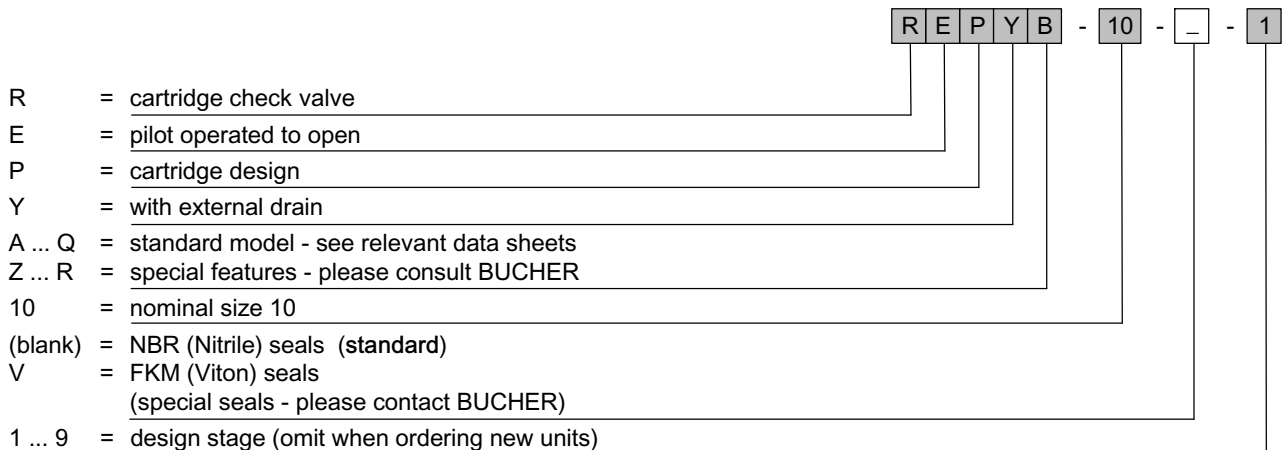 R E P Y B - 10 - _ - 1
R = cartridge check valve
E = pilot operated to open
P = cartridge design
Y = with external drain
A ... Q = standard model - see relevant data sheets
Z ... R = special features - please consult BUCHER
10 = nominal size 10
(blank) = NBR (Nitrile) seals (standard)
V = FKM (Viton) seals
(special seals - please contact BUCHER)
1 ... 9 = design stage (omit when ordering new units)